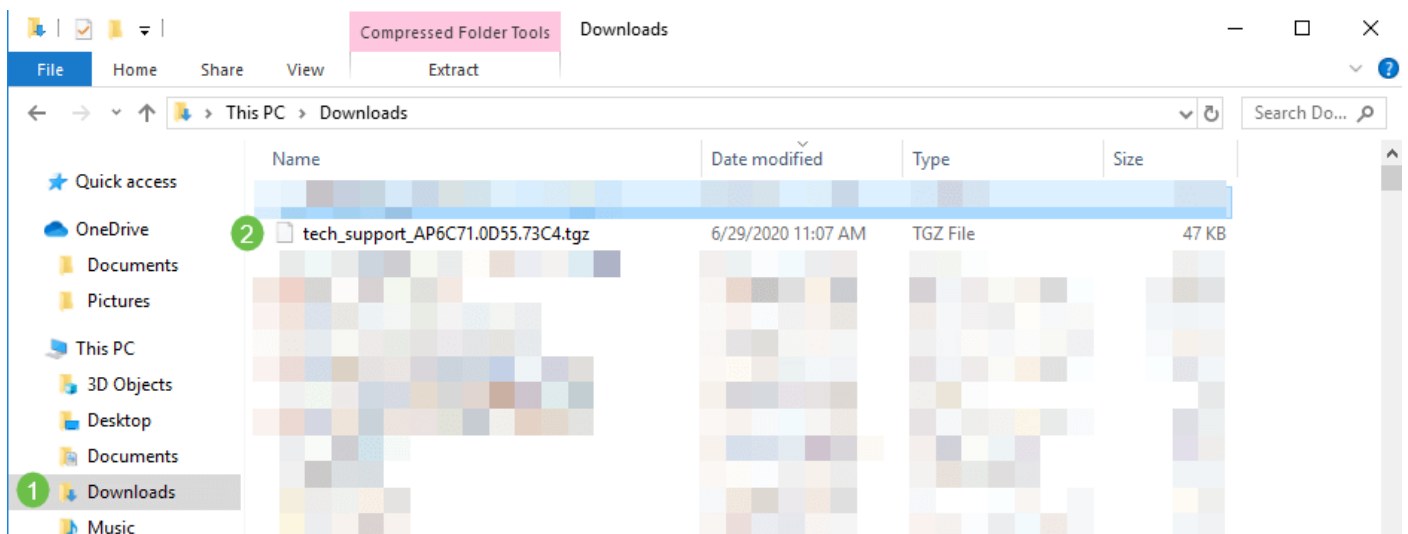 Compressed Folder Tools Downloads
File Home Share View Extract
This PC > Downloads Search Do...
Name Date modified Type Size
Quick access
OneDrive
2 tech_support_AP6C71.0D55.73C4.tgz 6/29/2020 11:07 AM TGZ File 47 KB
Documents
Pictures
This PC
3D Objects
Desktop
Documents
1 Downloads
Music